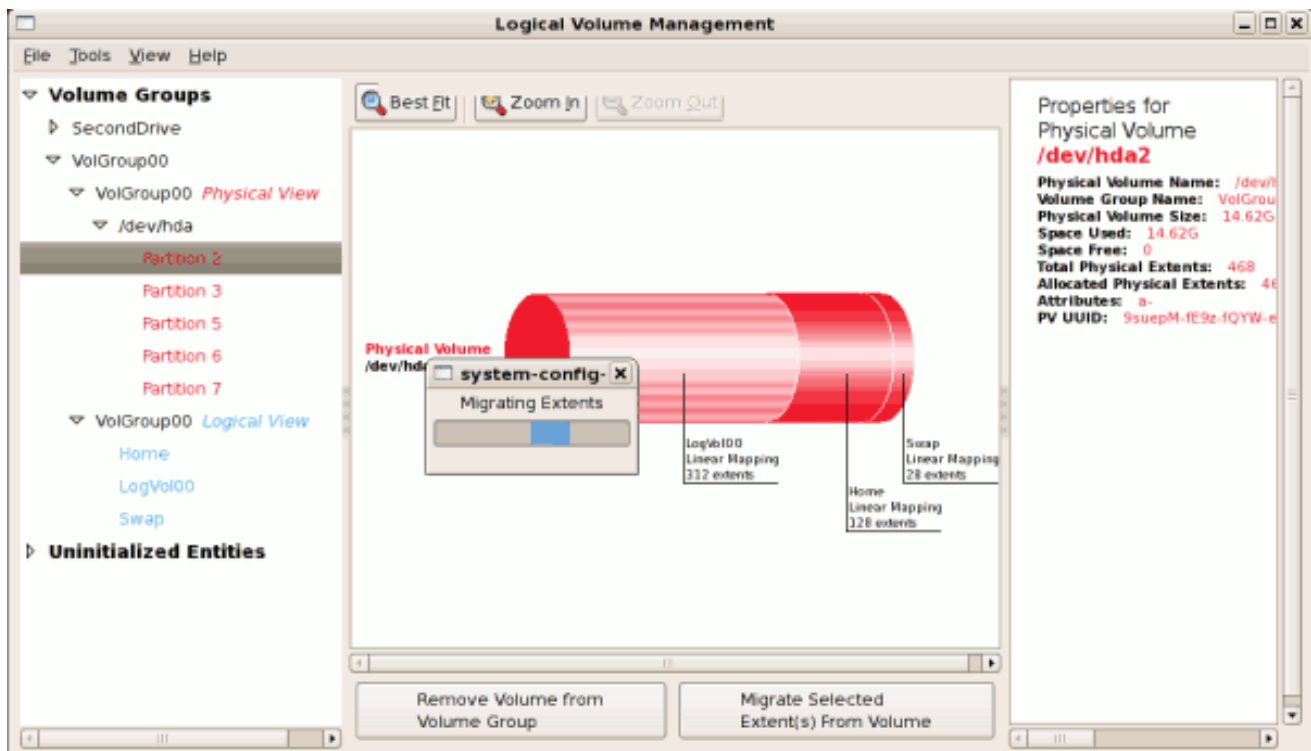 Logical Volume Management
File Tools View Help
Volume Groups
SecondDrive
VolGroup00
VolGroup00 Physical View
/dev/hda
Partition 2
Partition 3
Partition 5
Partition 6
Partition 7
VolGroup00 Logical View
Home
LogVol00
Swap
Uninitialized Entities
Best Fit Zoom In Zoom Out
Physical Volume
/dev/hda
system-config-
Migrating Extents
LogVol00
Linear Mapping
312 extents
Swap
Linear Mapping
28 extents
Home
Linear Mapping
128 extents
Remove Volume from
Volume Group
Migrate Selected
Extent(s) From Volume
Properties for
Physical Volume
/dev/hda2
Physical Volume Name: /dev/h
Volume Group Name: VolGrou
Physical Volume Size: 14.62G
Space Used: 14.62G
Space Free: 0
Total Physical Extents: 468
Allocated Physical Extents: 46
Attributes: a-
PV UUID: 9suepM-fE9z-fQYW-e